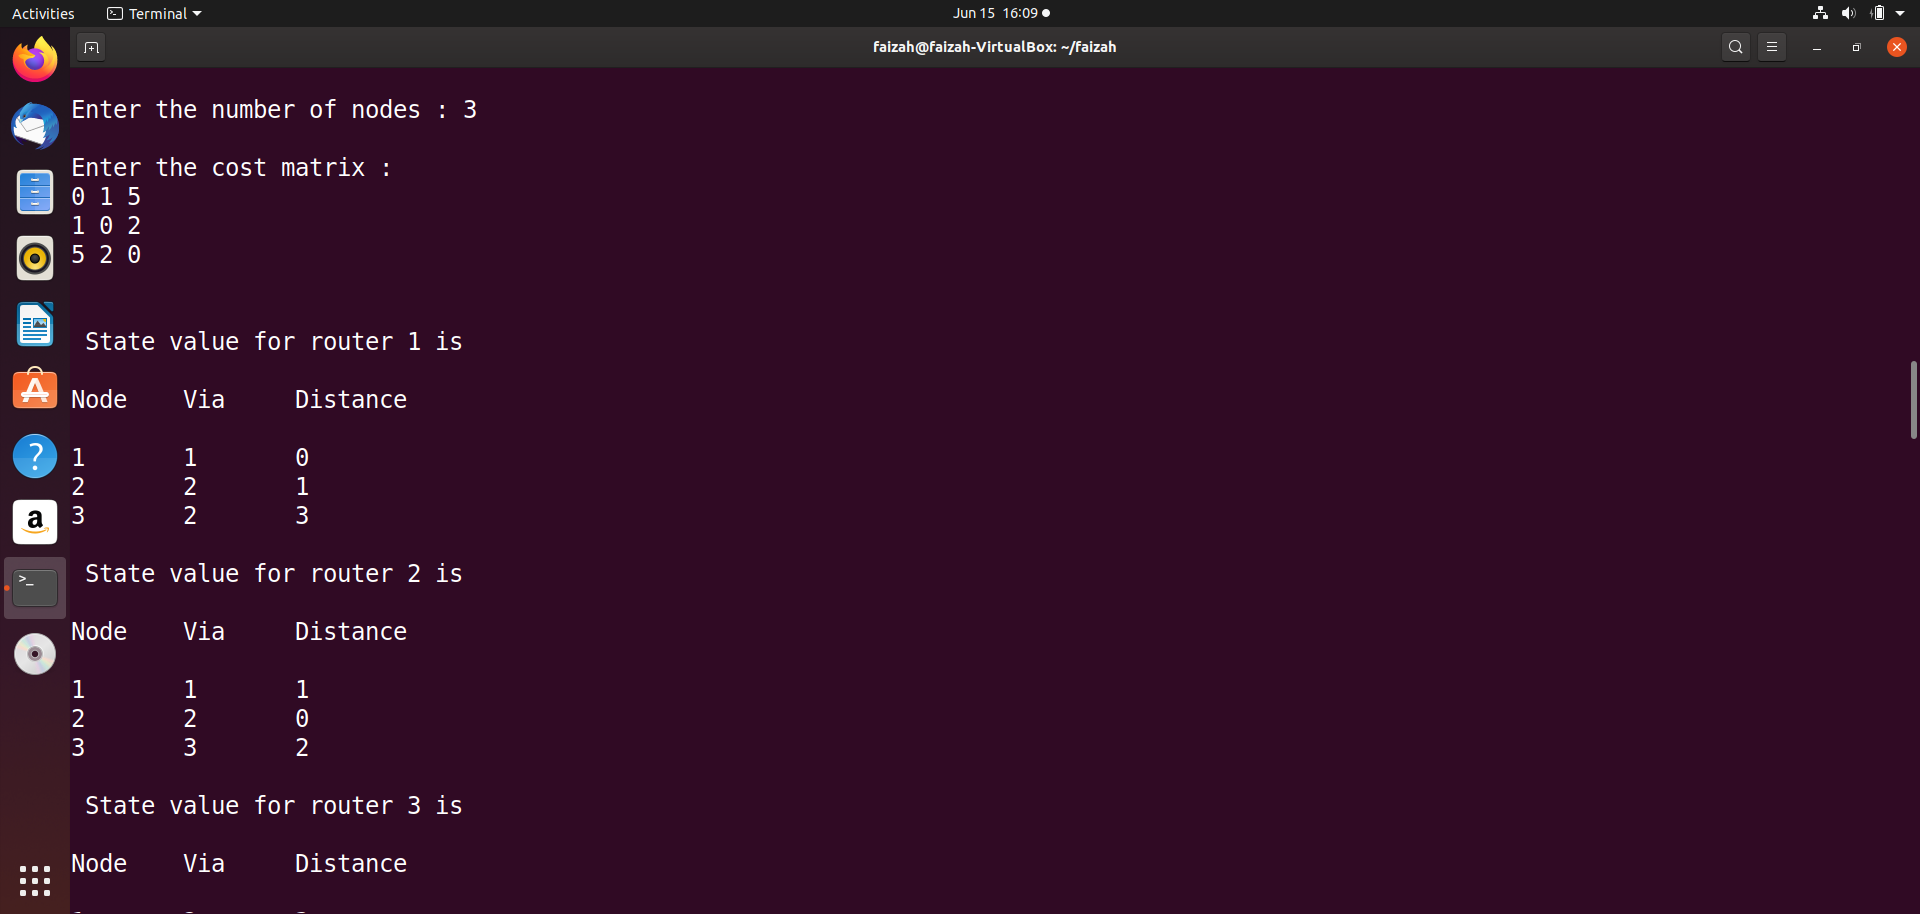 Activities Terminal Jun 15 16:09
faizah@faizah-VirtualBox: ~/faizah
Enter the number of nodes : 3
Enter the cost matrix :
0 1 5
1 0 2
5 2 0
State value for router 1 is
Node Via Distance
1 1 0
2 2 1
3 2 3
State value for router 2 is
Node Via Distance
1 1 1
2 2 0
3 3 2
State value for router 3 is
Node Via Distance